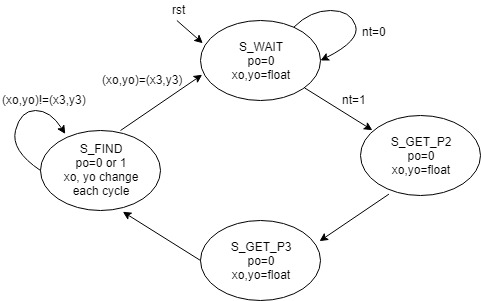 rst
S_WAIT
po=0
xo,yo=float
nt=0
(xo,yo)=(x3,y3)
nt=1
(xo,yo)!=(x3,y3)
S_FIND
po=0 or 1
xo, yo change
each cycle
S_GET_P2
po=0
xo,yo=float
S_GET_P3
po=0
xo,yo=float